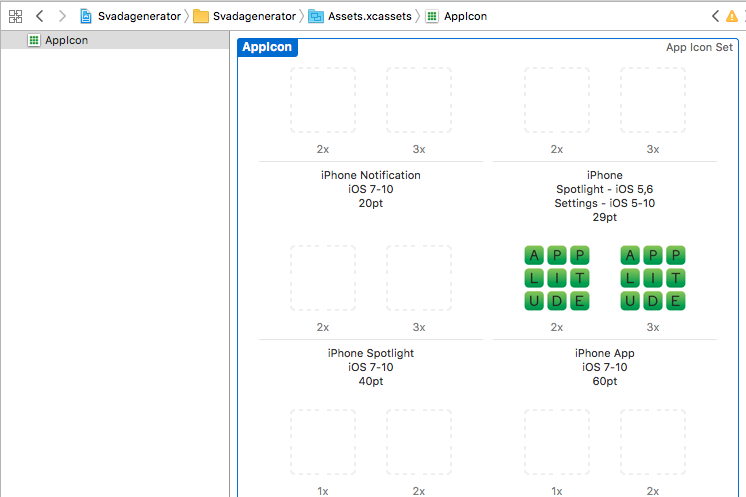 Svadagenerator Svadagenerator Assets.xcassets AppIcon
AppIcon
AppIcon App Icon Set
2x 3x 2x 3x
iPhone Notification
iOS 7-10
20pt
iPhone
Spotlight - iOS 5,6
Settings - iOS 5-10
29pt
A P P A P P
L I T L I T
U D E U D E
2x 3x 2x 3x
iPhone Spotlight
iOS 7-10
40pt
iPhone App
iOS 7-10
60pt
1x 2x 1x 2x